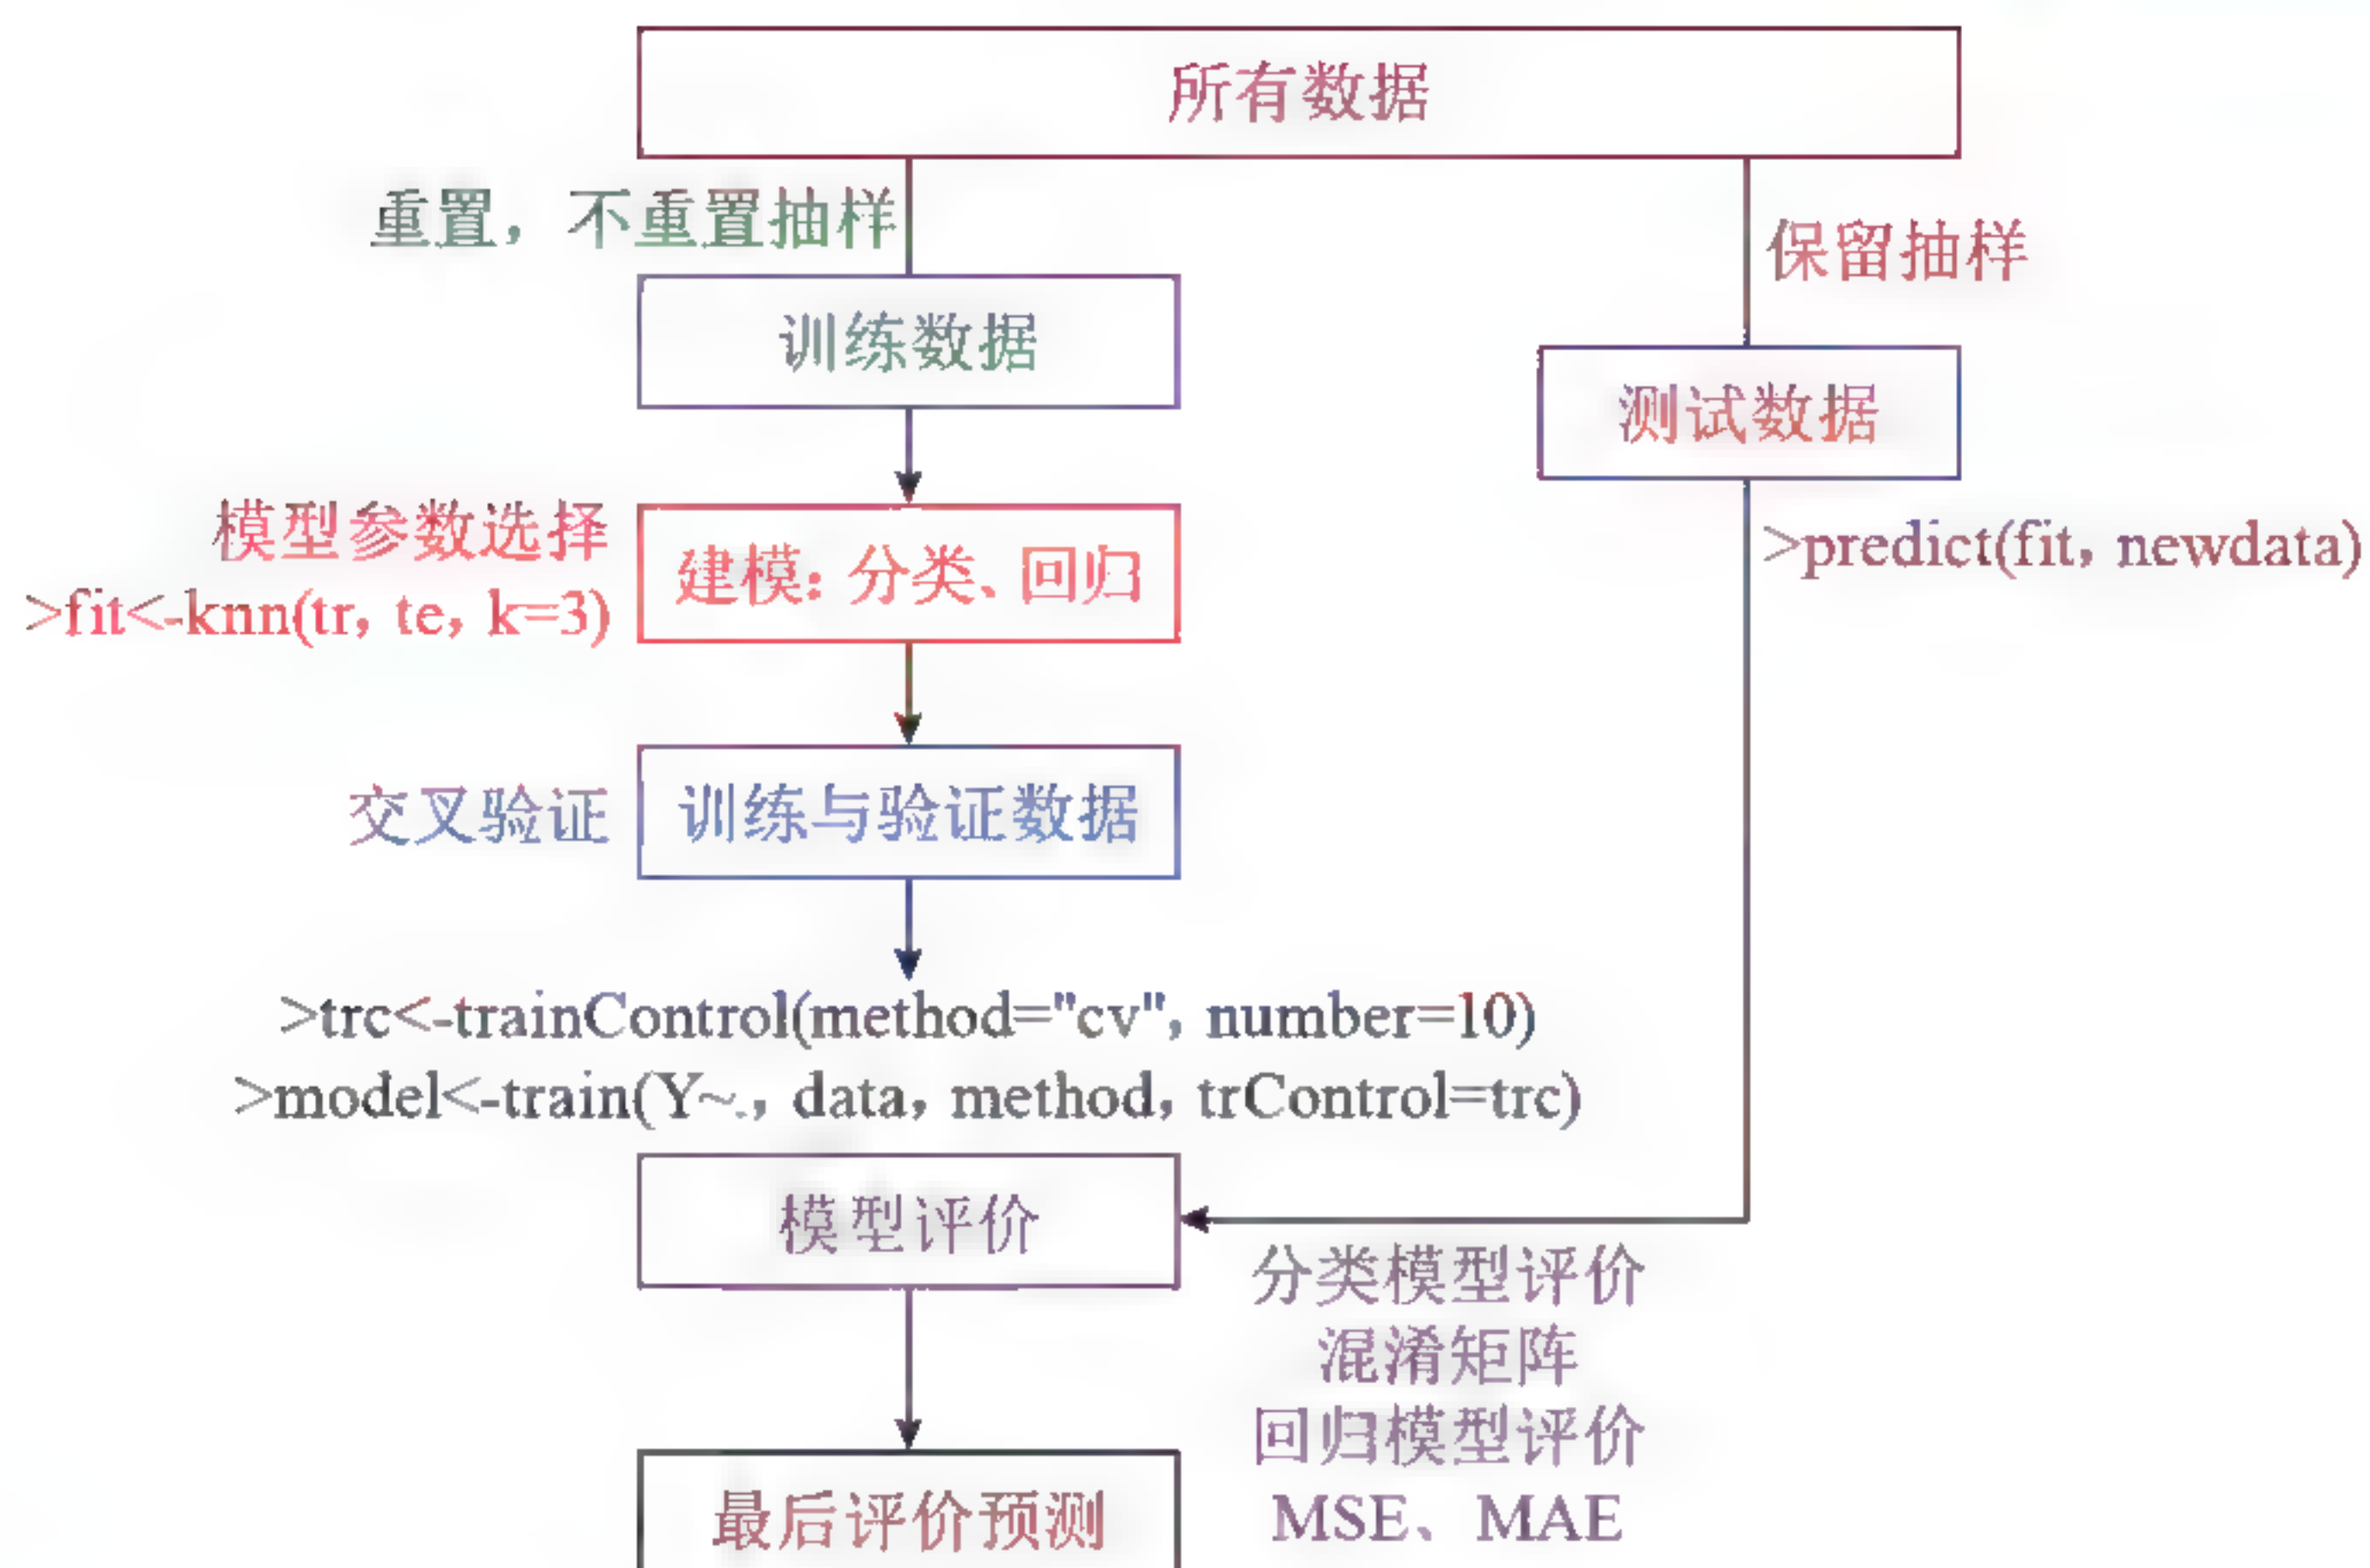 所有数据
重置，不重置抽样
保留抽样
训练数据
测试数据
模型参数选择
>fit<-knn(tr, te, k=3)
建模：分类、回归
>predict(fit, newdata)
交叉验证
训练与验证数据
>trc<-trainControl(method="cv", number=10)
>model<-train(Y~., data, method, trControl=trc)
模型评价
分类模型评价
混淆矩阵
回归模型评价
MSE、MAE
最后评价预测